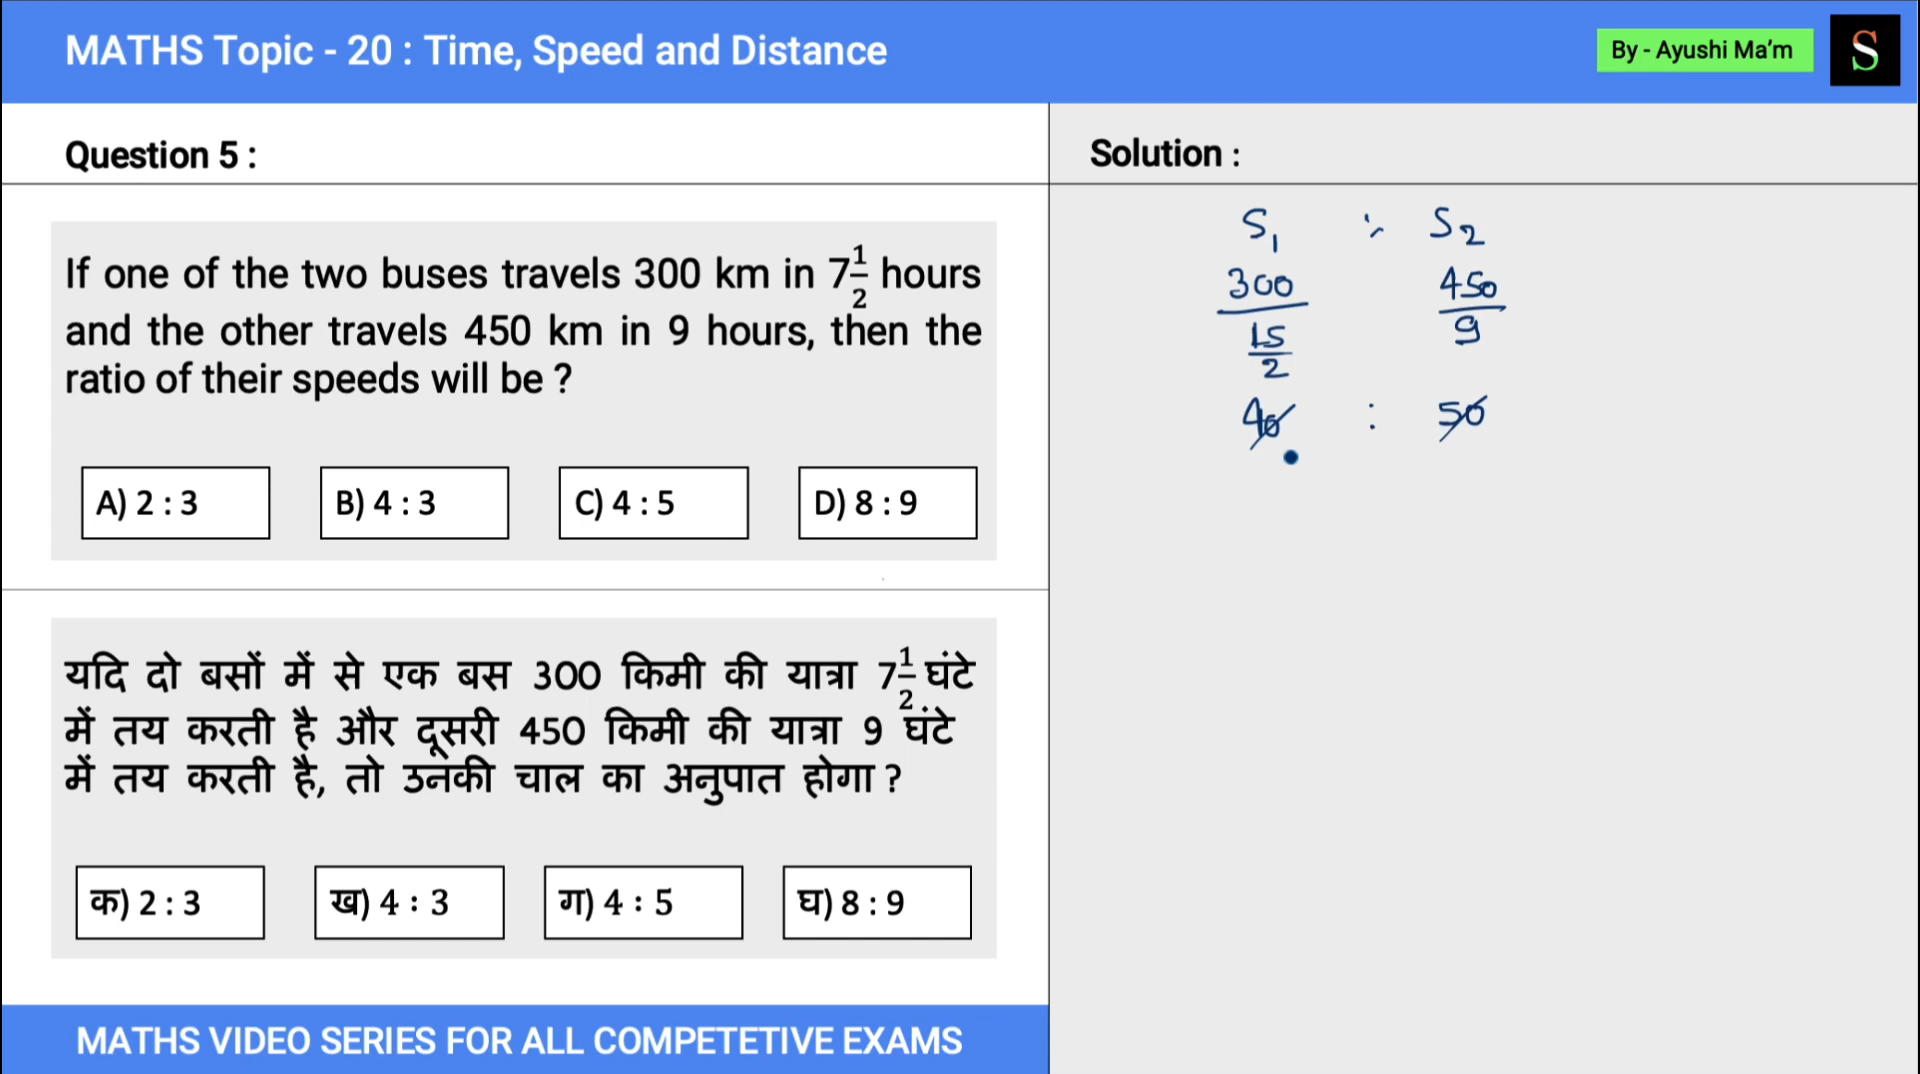 MATHS Topic - 20 : Time, Speed and Distance
By - Ayushi Ma’m
S
Question 5 :
If one of the two buses travels 300 km in 7 1/2 hours
and the other travels 450 km in 9 hours, then the
ratio of their speeds will be ?
A) 2 : 3
B) 4 : 3
C) 4 : 5
D) 8 : 9
यदि दो बसों में से एक बस 300 किमी की यात्रा 7 1/2 घंटे
में तय करती है और दूसरी 450 किमी की यात्रा 9 घंटे
में तय करती है, तो उनकी चाल का अनुपात होगा ?
क) 2 : 3
ख) 4 : 3
ग) 4 : 5
घ) 8 : 9
MATHS VIDEO SERIES FOR ALL COMPETETIVE EXAMS
Solution :
S1 : S2
300 450
15 9
2
40 : 50